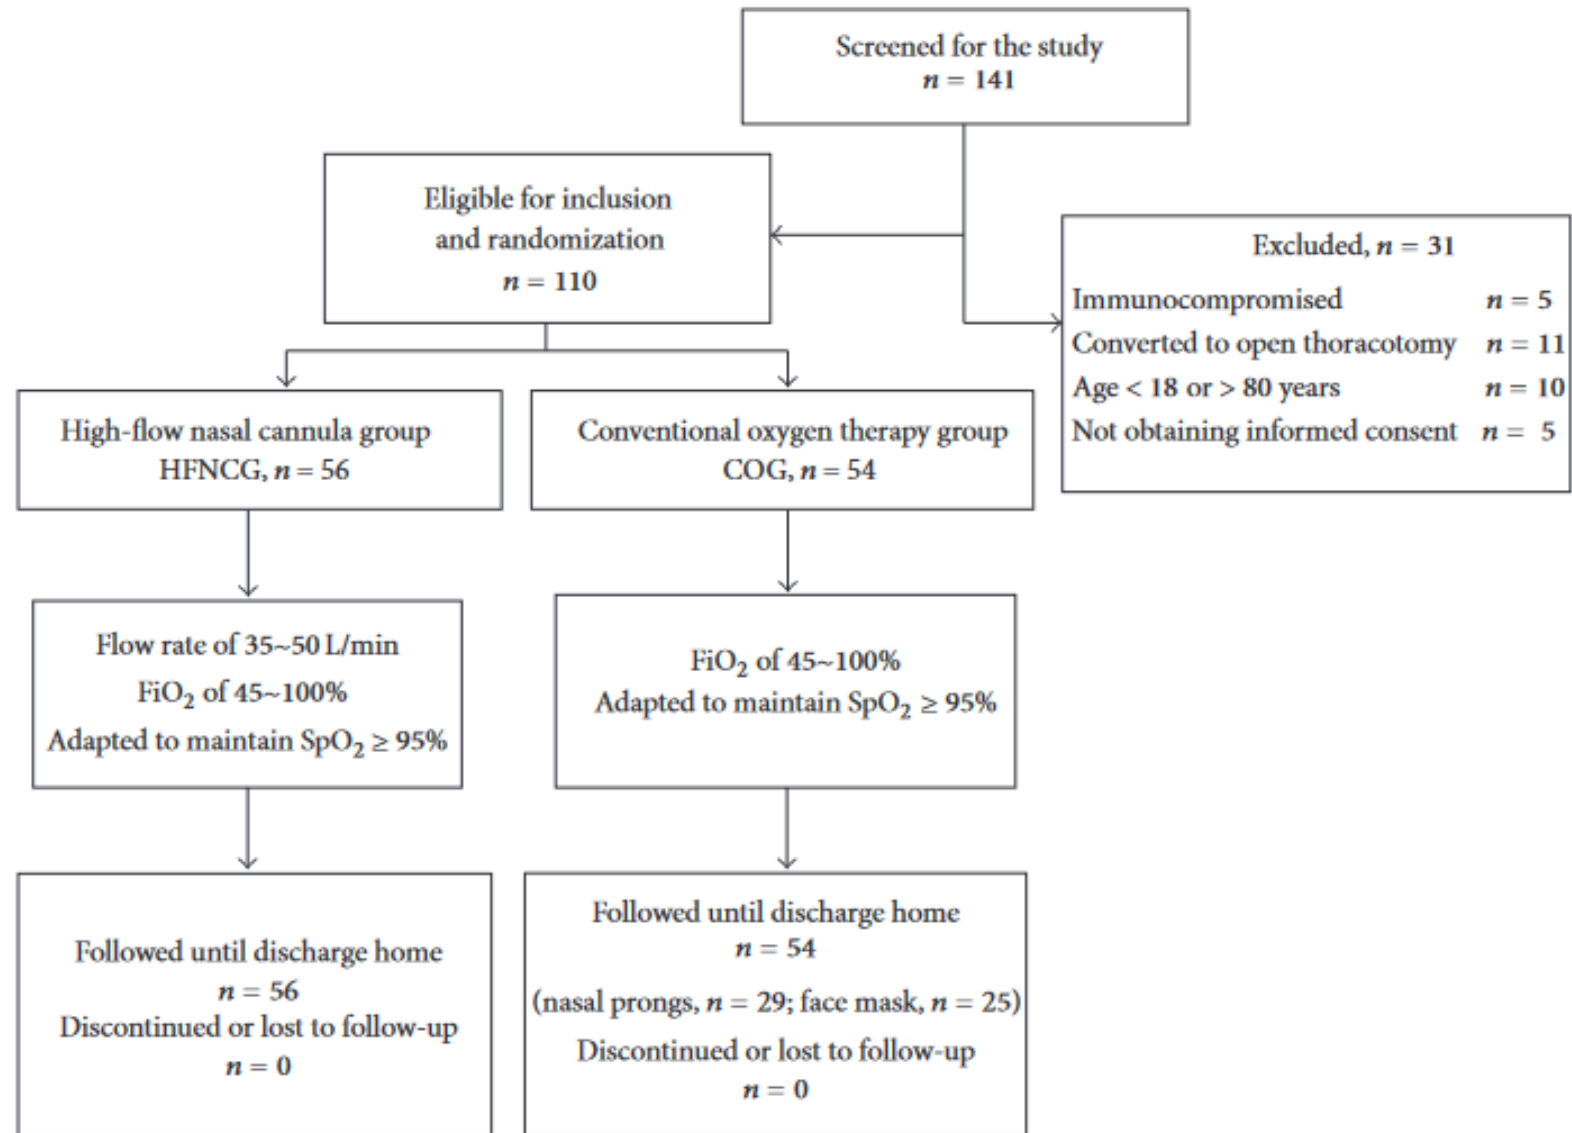 Screened for the study
n = 141
Eligible for inclusion
and randomization
n = 110
Excluded, n = 31
Immunocompromised n = 5
Converted to open thoracotomy n = 11
Age < 18 or > 80 years n = 10
Not obtaining informed consent n = 5
High-flow nasal cannula group
HFNCG, n = 56
Conventional oxygen therapy group
COG, n = 54
Flow rate of 35~50 L/min
FiO₂ of 45~100%
Adapted to maintain SpO₂ ≥ 95%
FiO₂ of 45~100%
Adapted to maintain SpO₂ ≥ 95%
Followed until discharge home
n = 56
Discontinued or lost to follow-up
n = 0
Followed until discharge home
n = 54
(nasal prongs, n = 29; face mask, n = 25)
Discontinued or lost to follow-up
n = 0